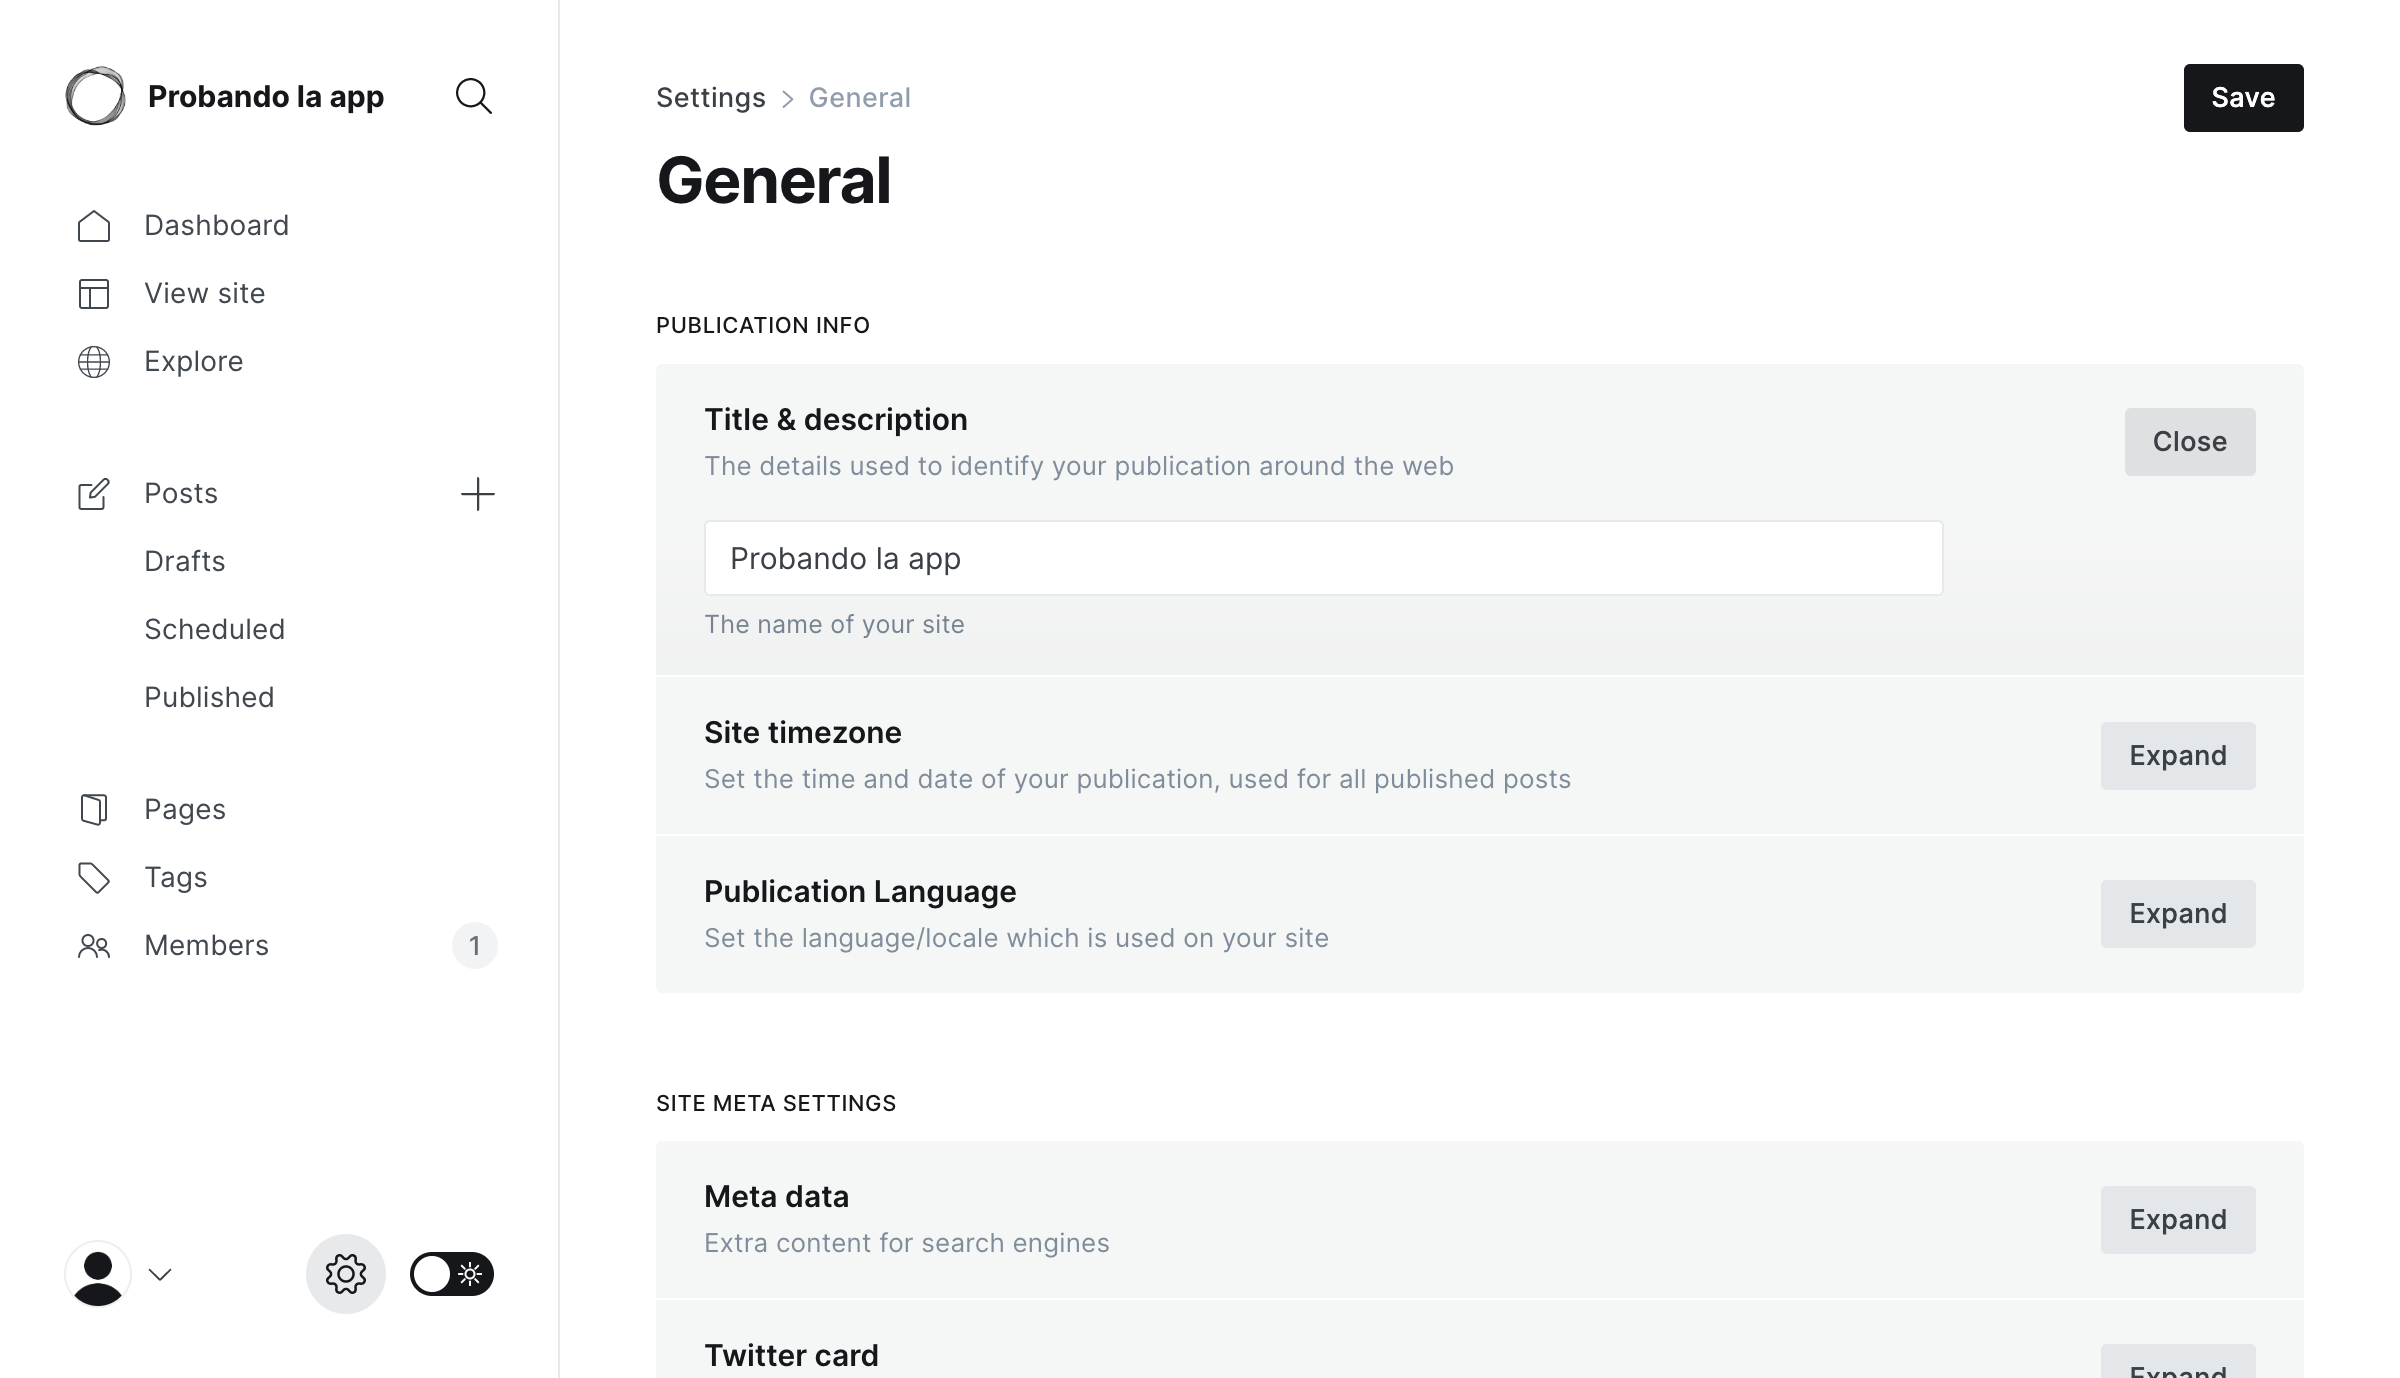 Probando la app
Dashboard
View site
Explore
Posts
Drafts
Scheduled
Published
Pages
Tags
Members
1
Settings > General
Save
General
PUBLICATION INFO
Title & description
The details used to identify your publication around the web
Close
Probando la app
The name of your site
Site timezone
Set the time and date of your publication, used for all published posts
Expand
Publication Language
Set the language/locale which is used on your site
Expand
SITE META SETTINGS
Meta data
Extra content for search engines
Expand
Twitter card
Expand